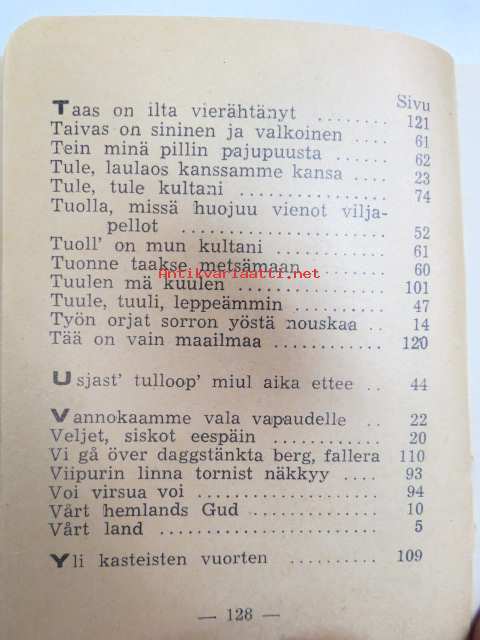 Sivu
Taas on ilta vierähtänyt ........ 121
Taivas on sininen ja valkoinen .... 61
Tein minä pillin pajupuusta ...... 62
Tule, laulaos kanssamme kansa .... 23
Tule, tule kultani ............ 74
Tuolla, missä huojuu vienot vilja-
pellot .................. 52
Tuoll' on mun kultani .......... 61
Tuonne taakse metsämaan ........ 60
Antikvariaatti.net
Tuulen mä kuulen ............ 101
Tuule, tuuli, leppeämmin ........ 47
Työn orjat sorron yöstä nouskaa .. 14
Tää on vain maailmaa .......... 120
Usjast' tulloop' miul aika ettee .. 44
Vannokaamme vala vapaudelle .... 22
Veljet, siskot eespäin .......... 20
Vi gå över daggstänkta berg, fallera 110
Viipurin linna tornist näkkyy .... 93
Voi virsua voi .............. 94
Vårt hemlands Gud ............ 10
Vårt land .................. 5
Yli kasteisten vuorten .......... 109
— 128 —